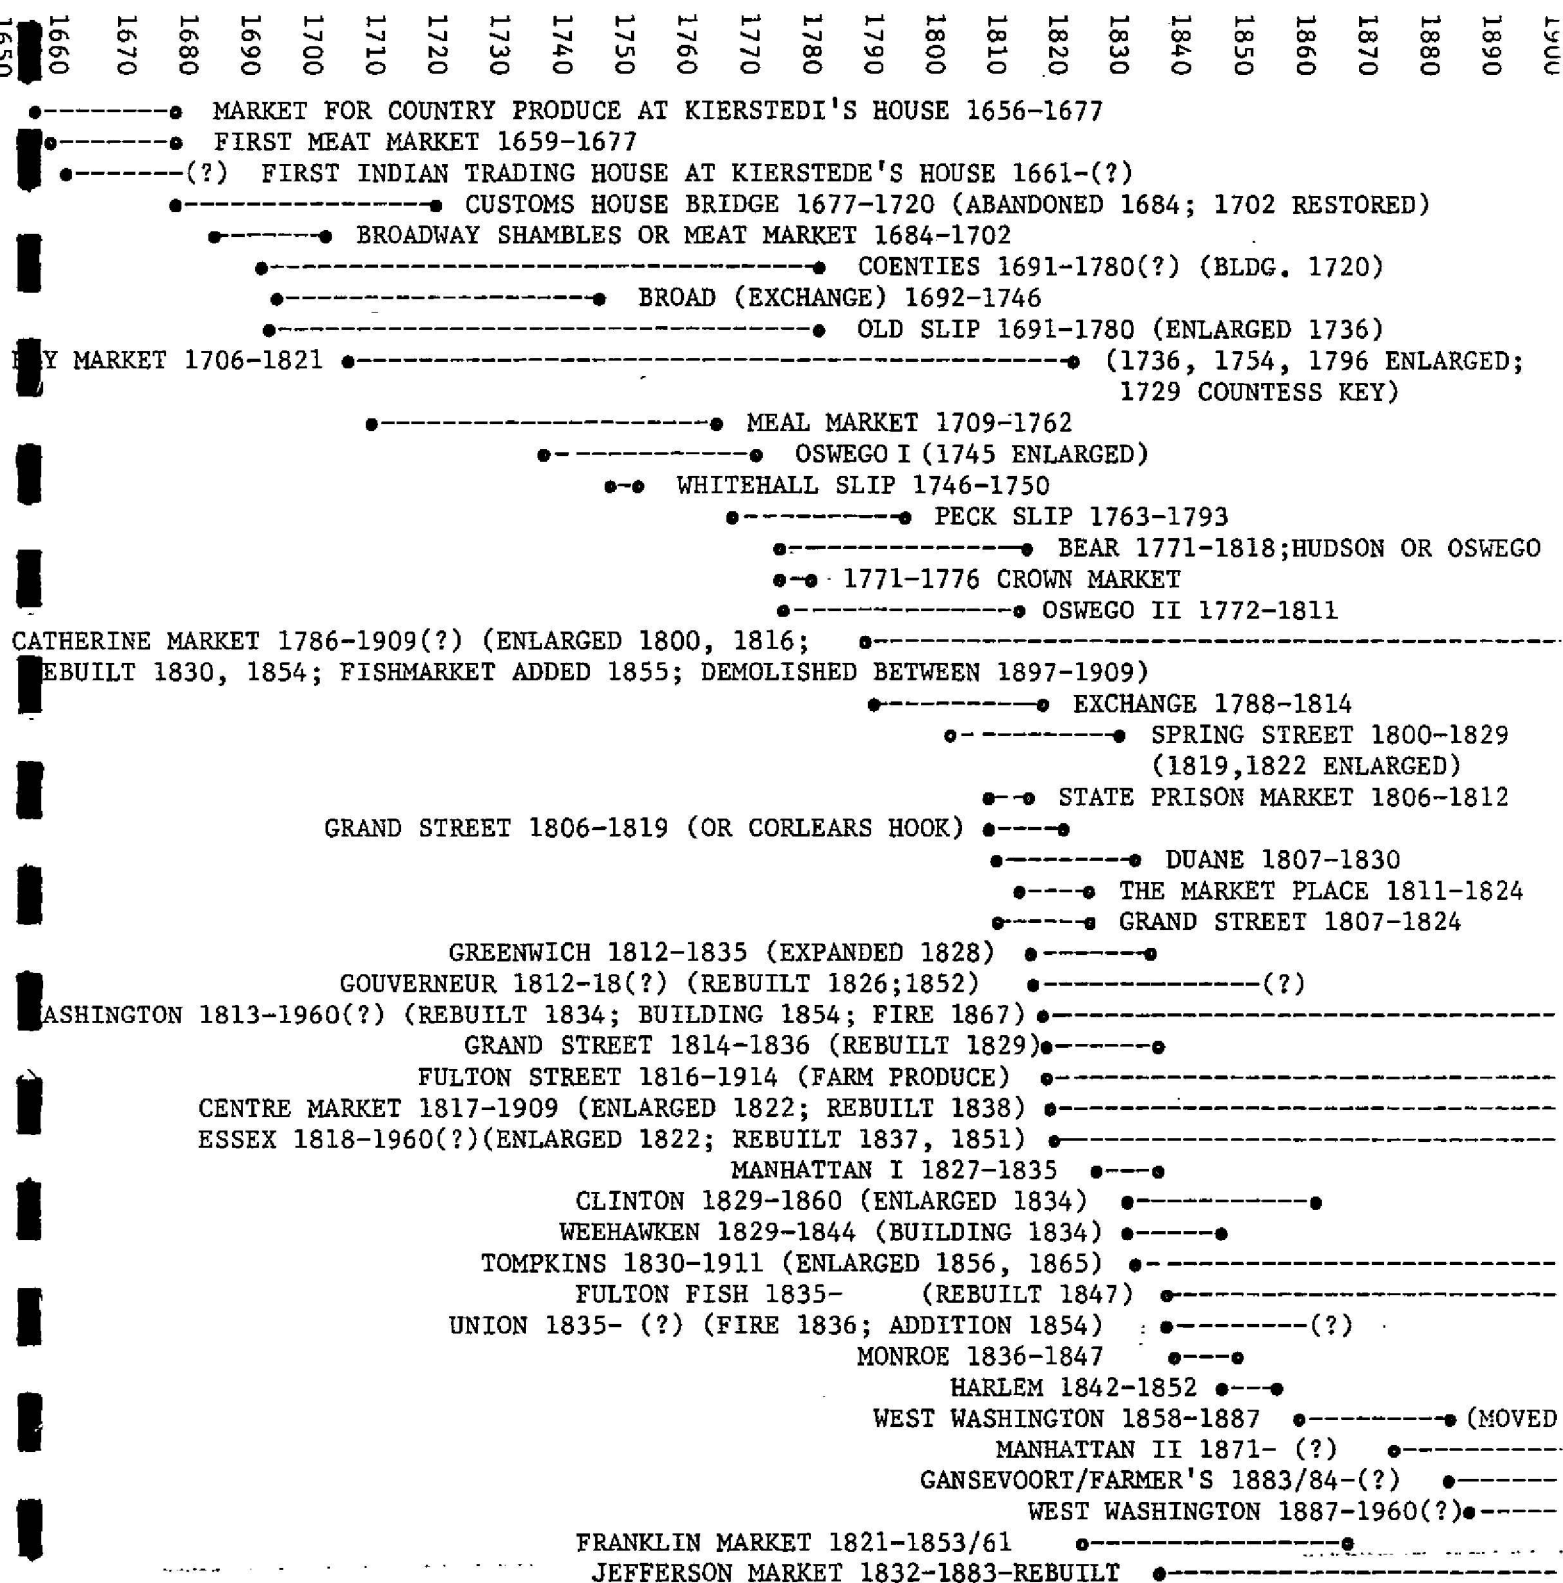 1650 1660 1670 1680 1690 1700 1710 1720 1730 1740 1750 1760 1770 1780 1790 1800 1810 1820 1830 1840 1850 1860 1870 1880 1890 1900
MARKET FOR COUNTRY PRODUCE AT KIERSTEDI'S HOUSE 1656-1677
FIRST MEAT MARKET 1659-1677
(?) FIRST INDIAN TRADING HOUSE AT KIERSTEDE'S HOUSE 1661-(?)
CUSTOMS HOUSE BRIDGE 1677-1720 (ABANDONED 1684; 1702 RESTORED)
BROADWAY SHAMBLES OR MEAT MARKET 1684-1702
COENTIES 1691-1780(?) (BLDG. 1720)
BROAD (EXCHANGE) 1692-1746
OLD SLIP 1691-1780 (ENLARGED 1736)
Y MARKET 1706-1821 (1736, 1754, 1796 ENLARGED;
1729 COUNTESS KEY)
MEAL MARKET 1709-1762
OSWEGO I (1745 ENLARGED)
WHITEHALL SLIP 1746-1750
PECK SLIP 1763-1793
BEAR 1771-1818;HUDSON OR OSWEGO
1771-1776 CROWN MARKET
OSWEGO II 1772-1811
CATHERINE MARKET 1786-1909(?) (ENLARGED 1800, 1816;
EBUILT 1830, 1854; FISHMARKET ADDED 1855; DEMOLISHED BETWEEN 1897-1909)
EXCHANGE 1788-1814
SPRING STREET 1800-1829
(1819,1822 ENLARGED)
STATE PRISON MARKET 1806-1812
GRAND STREET 1806-1819 (OR CORLEARS HOOK)
DUANE 1807-1830
THE MARKET PLACE 1811-1824
GRAND STREET 1807-1824
GREENWICH 1812-1835 (EXPANDED 1828)
GOUVERNEUR 1812-18(?) (REBUILT 1826;1852) (?)
ASHINGTON 1813-1960(?) (REBUILT 1834; BUILDING 1854; FIRE 1867)
GRAND STREET 1814-1836 (REBUILT 1829)
FULTON STREET 1816-1914 (FARM PRODUCE)
CENTRE MARKET 1817-1909 (ENLARGED 1822; REBUILT 1838)
ESSEX 1818-1960(?)(ENLARGED 1822; REBUILT 1837, 1851)
MANHATTAN I 1827-1835
CLINTON 1829-1860 (ENLARGED 1834)
WEEHAWKEN 1829-1844 (BUILDING 1834)
TOMPKINS 1830-1911 (ENLARGED 1856, 1865)
FULTON FISH 1835- (REBUILT 1847)
UNION 1835- (?) (FIRE 1836; ADDITION 1854) (?)
MONROE 1836-1847
HARLEM 1842-1852
WEST WASHINGTON 1858-1887 (MOVED
MANHATTAN II 1871- (?)
GANSEVOORT/FARMER'S 1883/84-(?)
WEST WASHINGTON 1887-1960(?)
FRANKLIN MARKET 1821-1853/61
JEFFERSON MARKET 1832-1883-REBUILT